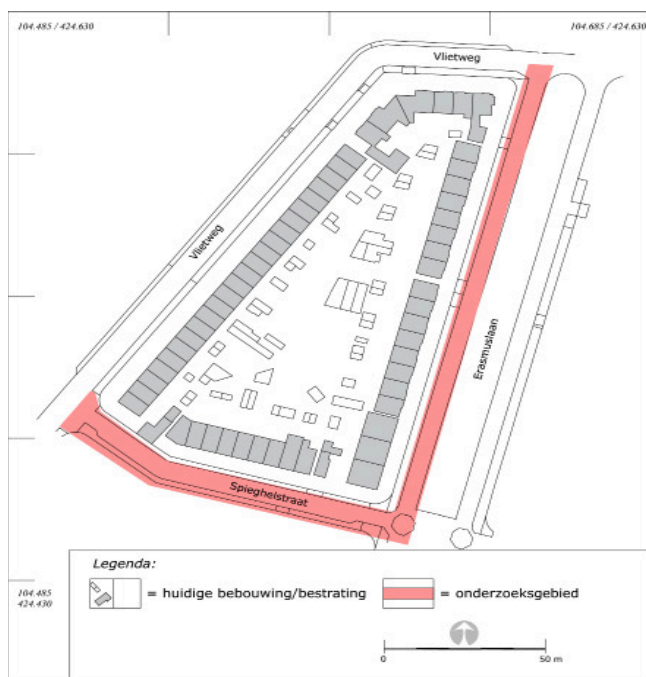 104.485 / 424.630
104.685 / 424.630
Vlietweg
Vlietweg
Erasmuslaan
Spieghelstraat
Legenda:
= huidige bebouwing/bestrating
= onderzoeksgebied
104.485
424.430
0
50 m